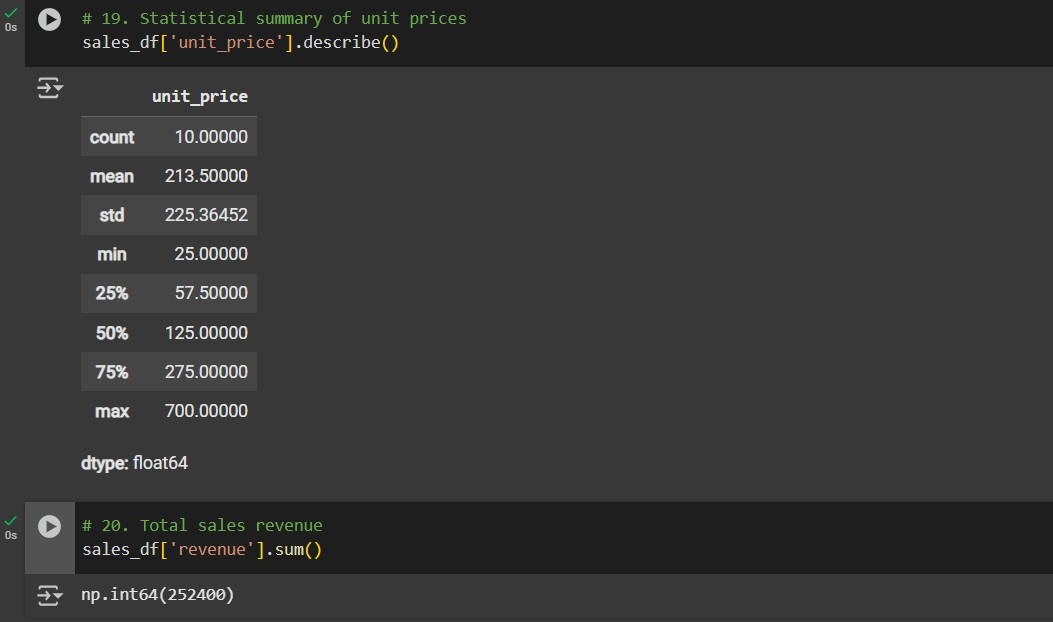 0s
# 19. Statistical summary of unit prices
sales_df['unit_price'].describe()
unit_price
count 10.00000
mean 213.50000
std 225.36452
min 25.00000
25% 57.50000
50% 125.00000
75% 275.00000
max 700.00000
dtype: float64
0s
# 20. Total sales revenue
sales_df['revenue'].sum()
np.int64(252400)